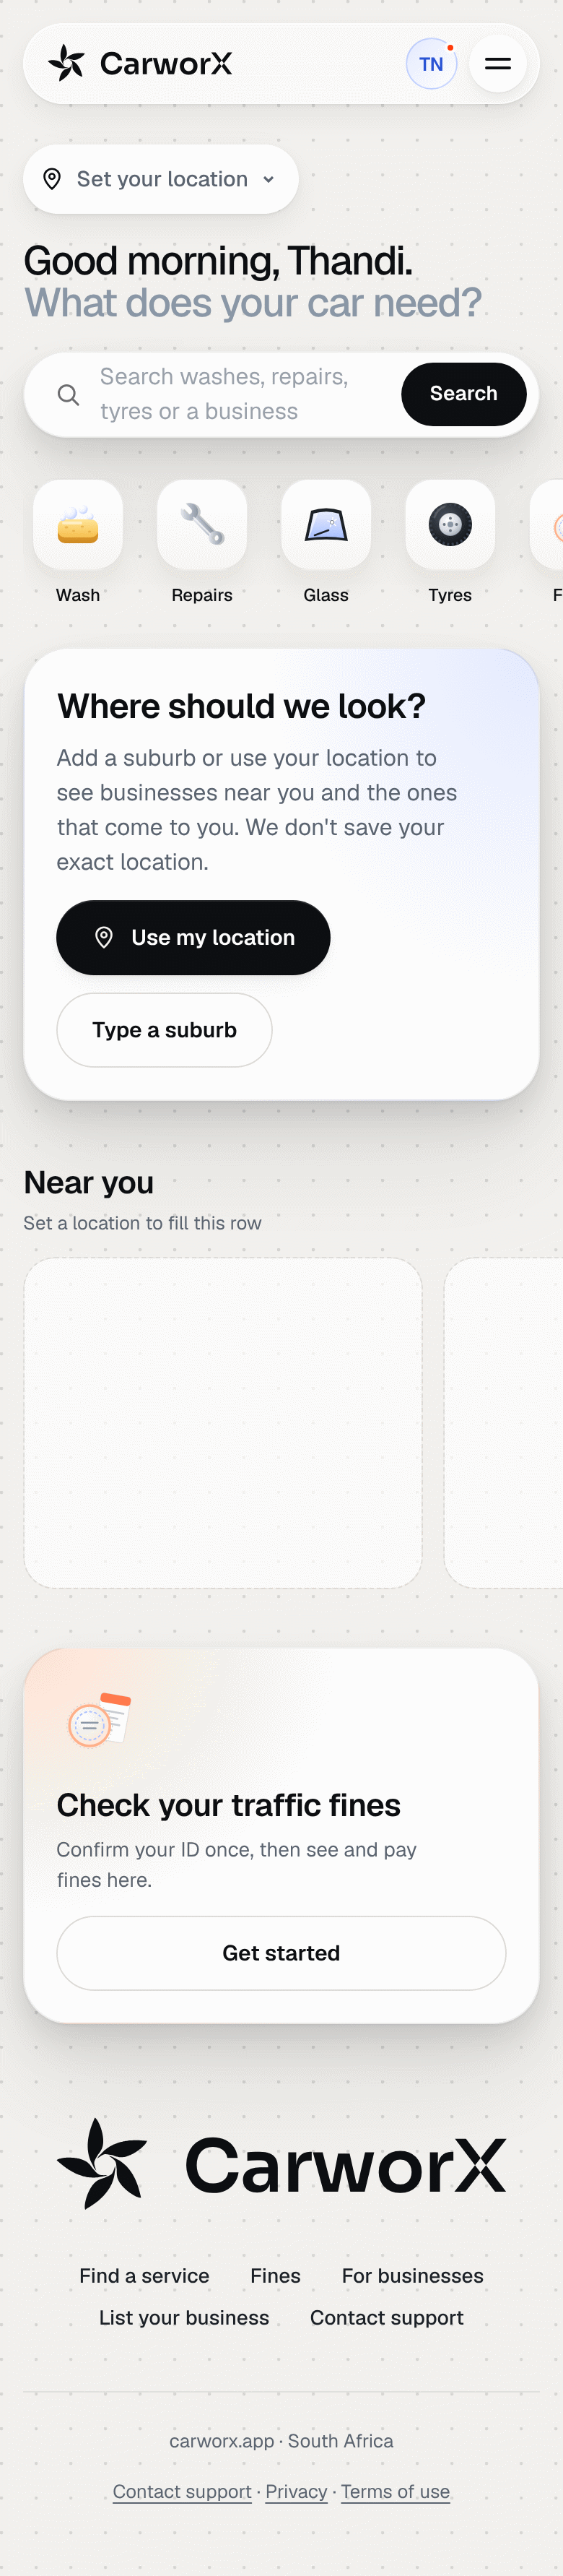 CarworX
TN
Set your location
Good morning, Thandi.
What does your car need?
Search washes, repairs,
tyres or a business
Search
Wash
Repairs
Glass
Tyres
F
Where should we look?
Add a suburb or use your location to
see businesses near you and the ones
that come to you. We don't save your
exact location.
Use my location
Type a suburb
Near you
Set a location to fill this row
Check your traffic fines
Confirm your ID once, then see and pay
fines here.
Get started
CarworX
Find a service Fines For businesses
List your business Contact support
carworx.app · South Africa
Contact support · Privacy · Terms of use